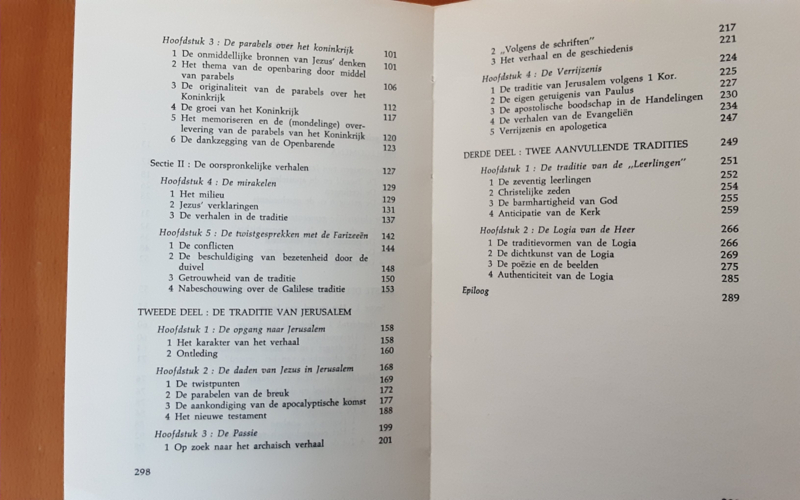 Hoofdstuk 3 : De parabels over het koninkrijk 101
1 De onmiddellijke bronnen van Jezus' denken 101
2 Het thema van de openbaring door middel
van parabels 106
3 De originaliteit van de parabels over het
Koninkrijk 112
4 De groei van het Koninkrijk 117
5 Het memoriseren en de (mondelinge) over-
levering van de parabels van het Koninkrijk 120
6 De dankzegging van de Openbarende 123
Sectie II : De oorspronkelijke verhalen 127
Hoofdstuk 4 : De mirakelen 129
1 Het milieu 129
2 Jezus' verklaringen 131
3 De verhalen in de traditie 137
Hoofdstuk 5 : De twistgesprekken met de Farizeeën 142
1 De conflicten 144
2 De beschuldiging van bezetenheid door de
duivel 148
3 Getrouwheid van de traditie 150
4 Nabeschouwing over de Galilese traditie 153
TWEEDE DEEL : DE TRADITIE VAN JERUSALEM
Hoofdstuk 1 : De opgang naar Jerusalem 158
1 Het karakter van het verhaal 158
2 Ontleding 160
Hoofdstuk 2 : De daden van Jezus in Jerusalem 168
1 De twistpunten 169
2 De parabelen van de breuk 172
3 De aankondiging van de apocalyptische komst 177
4 Het nieuwe testament 188
Hoofdstuk 3 : De Passie 199
1 Op zoek naar het archaisch verhaal 201
298
2 „Volgens de schriften” 217
3 Het verhaal en de geschiedenis 221
Hoofdstuk 4 : De Verrijzenis 224
1 De traditie van Jerusalem volgens 1 Kor. 225
2 De eigen getuigenis van Paulus 227
3 De apostolische boodschap in de Handelingen 230
4 De verhalen van de Evangeliën 234
5 Verrijzenis en apologetica 247
DERDE DEEL : TWEE AANVULLENDE TRADITIES 249
Hoofdstuk 1 : De traditie van de „Leerlingen” 251
1 De zeventig leerlingen 252
2 Christelijke zeden 254
3 De barmhartigheid van God 255
4 Anticipatie van de Kerk 259
Hoofdstuk 2 : De Logia van de Heer 266
1 De traditievormen van de Logia 266
2 De dichtkunst van de Logia 269
3 De poëzie en de beelden 275
4 Authenticiteit van de Logia 285
Epiloog 289